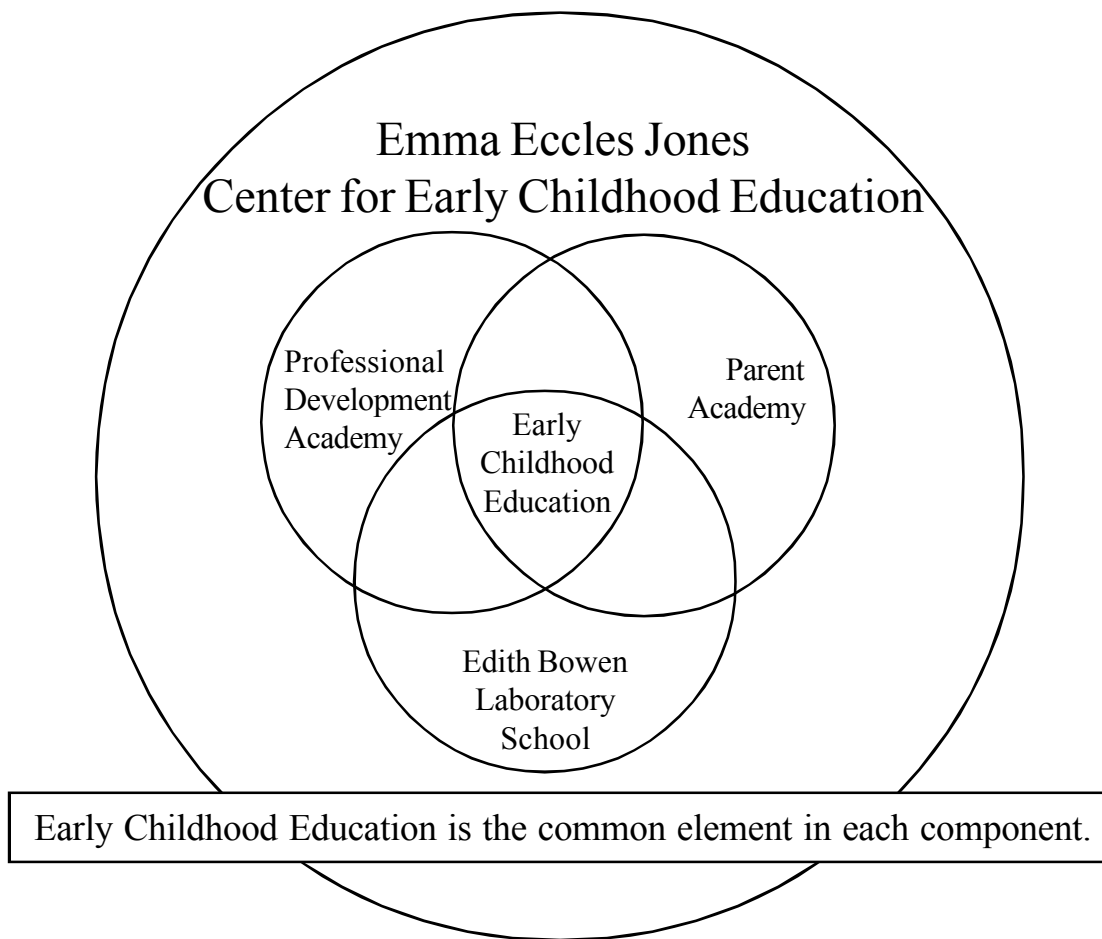 Emma Eccles Jones
Center for Early Childhood Education
Professional
Development
Academy
Parent
Academy
Early
Childhood
Education
Edith Bowen
Laboratory
School
Early Childhood Education is the common element in each component.